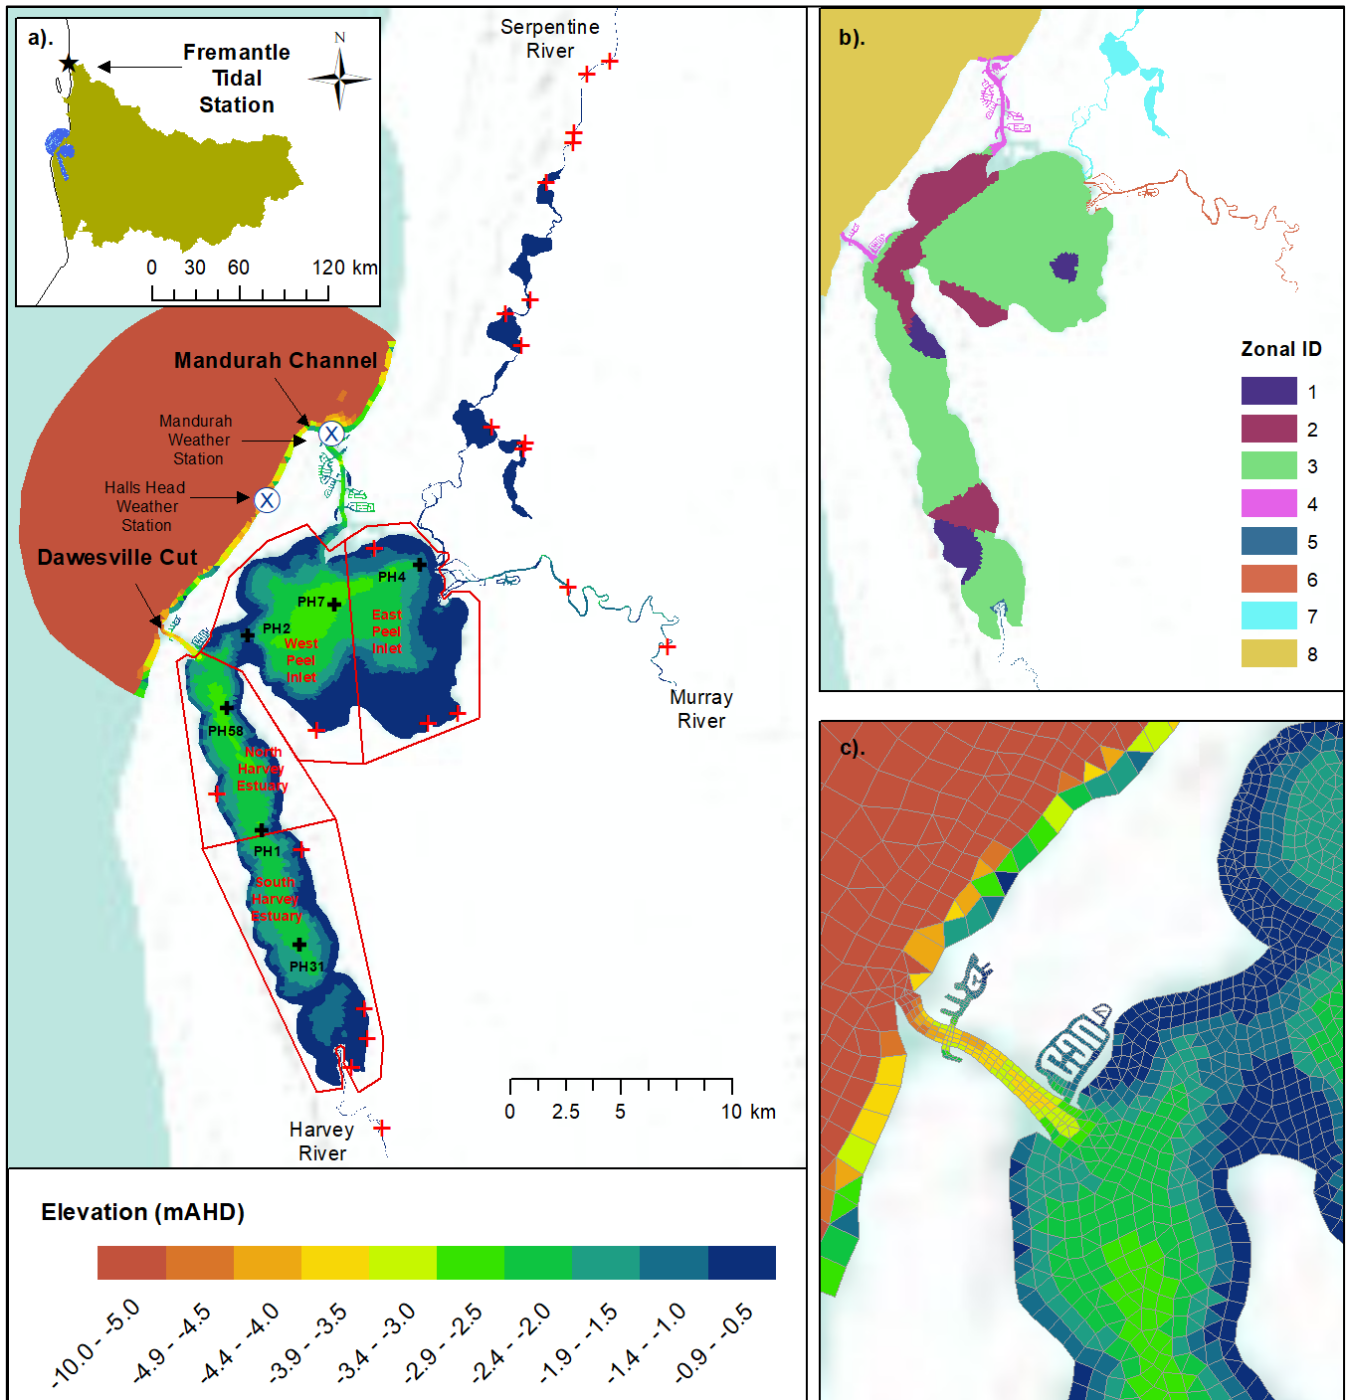 a).
Fremantle
Tidal
Station
N
0 30 60 120 km
Serpentine
River
Mandurah Channel
Mandurah
Weather
Station
X
Halls Head
Weather
Station
X
Dawesville Cut
PH4
PH7
PH2
East
Peel
Inlet
West
Peel
Inlet
Murray
River
PH58
North
Harvey
Estuary
PH1
South
Harvey
Estuary
PH31
0 2.5 5 10 km
Harvey
River
Elevation (mAHD)
-10.0 - -5.0
-4.9 - -4.5
-4.4 - -4.0
-3.9 - -3.5
-3.4 - -3.0
-2.9 - -2.5
-2.4 - -2.0
-1.9 - -1.5
-1.4 - -1.0
-0.9 - -0.5
b).
Zonal ID
1
2
3
4
5
6
7
8
c).